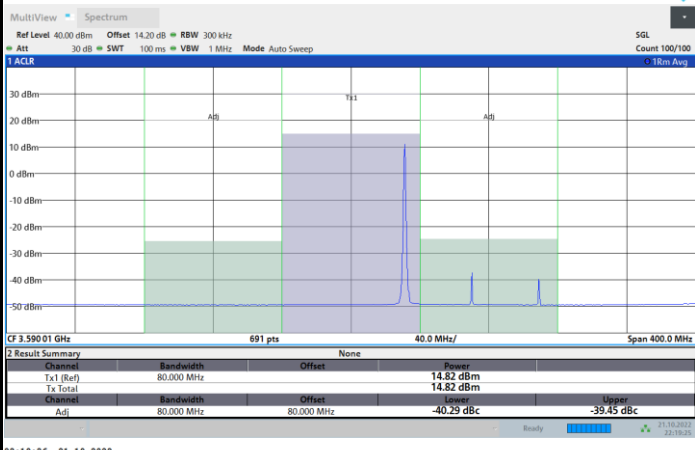 MultiView Spectrum
Ref Level 40.00 dBm Offset 14.20 dB RBW 300 kHz SGL
Att 30 dB SWT 100 ms VBW 1 MHz Mode Auto Sweep Count 100/100
1 ACLR 1Rm Avg
30 dBm
Tx1
20 dBm
Adj Adj
10 dBm
0 dBm
-10 dBm
-20 dBm
-30 dBm
-40 dBm
-50 dBm
CF 3.590 01 GHz 691 pts 40.0 MHz/ Span 400.0 MHz
2 Result Summary None
Channel Bandwidth Offset Power
Tx1 (Ref) 80.000 MHz 14.82 dBm
Tx Total 14.82 dBm
Channel Bandwidth Offset Lower Upper
Adj 80.000 MHz 80.000 MHz -40.29 dBc -39.45 dBc
Ready 21.10.2022
22:19:25